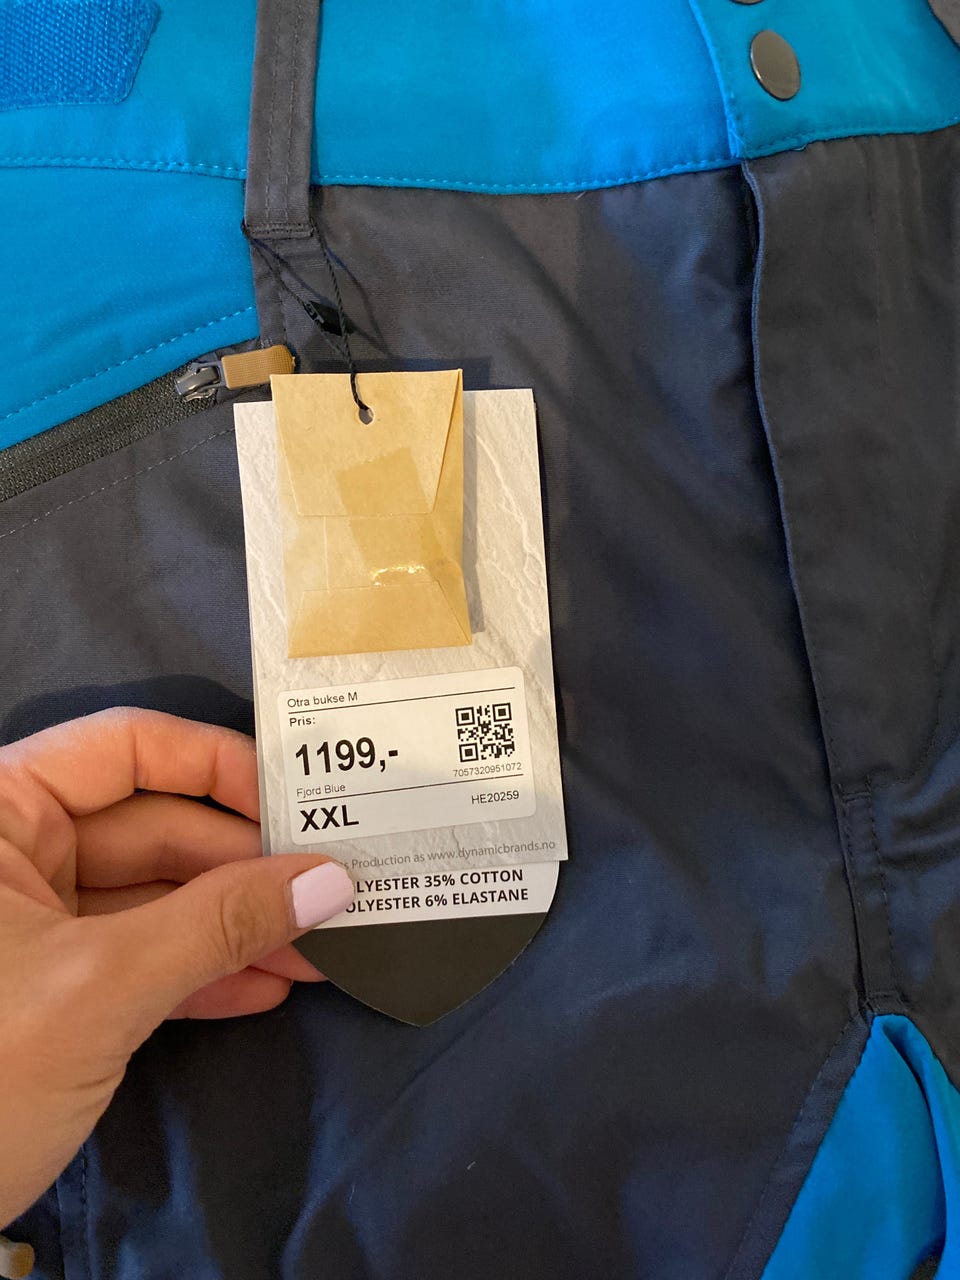 Otra bukse M
Pris:
1199,-
7057320951072
Fjord Blue
HE20259
XXL
Production as www.dynamicbrands.no
LYESTER 35% COTTON
OLYESTER 6% ELASTANE